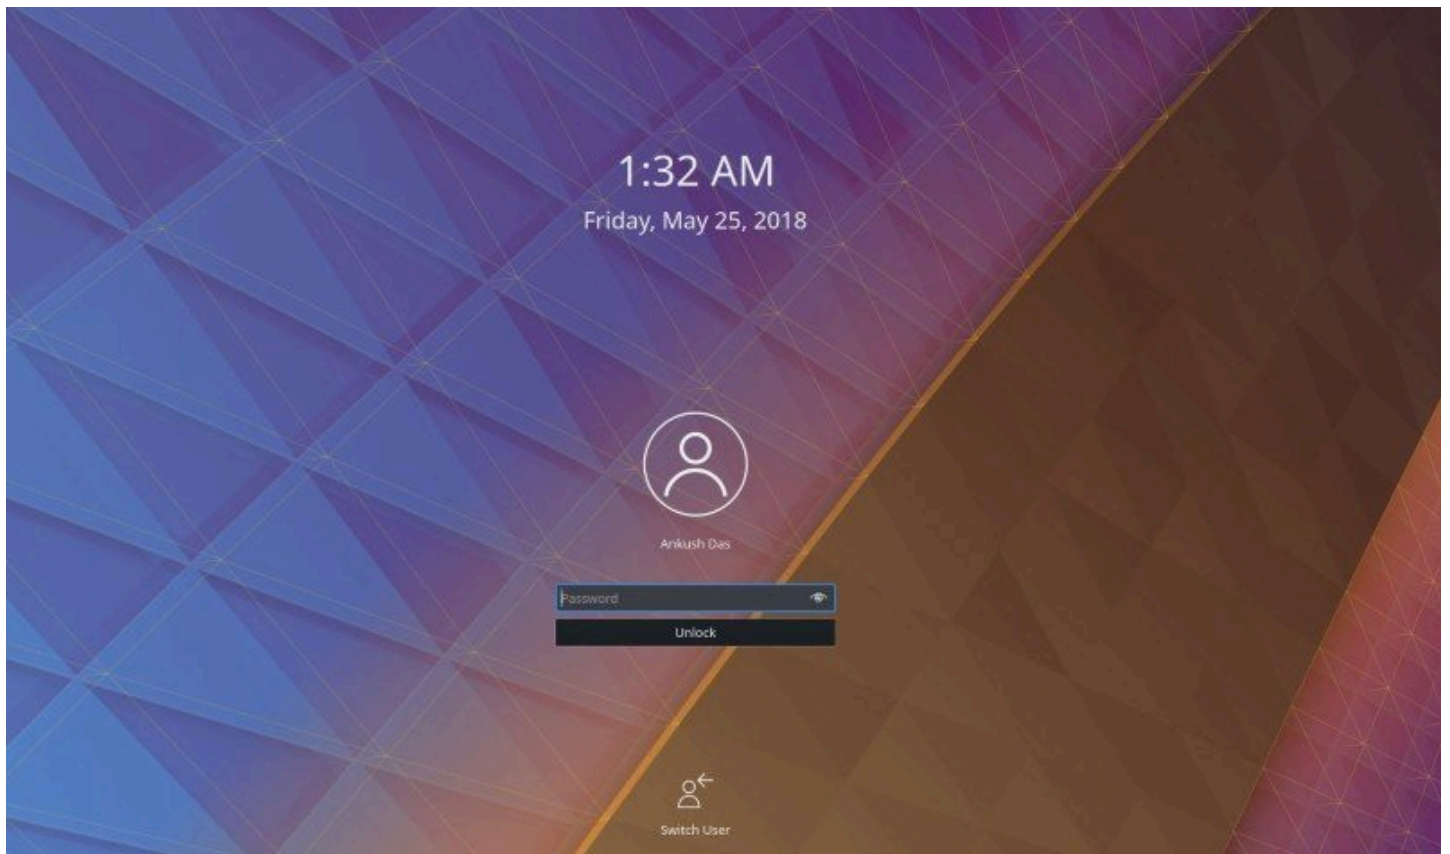 1:32 AM
Friday, May 25, 2018
Ankush Das
Password
Unlock
Switch User